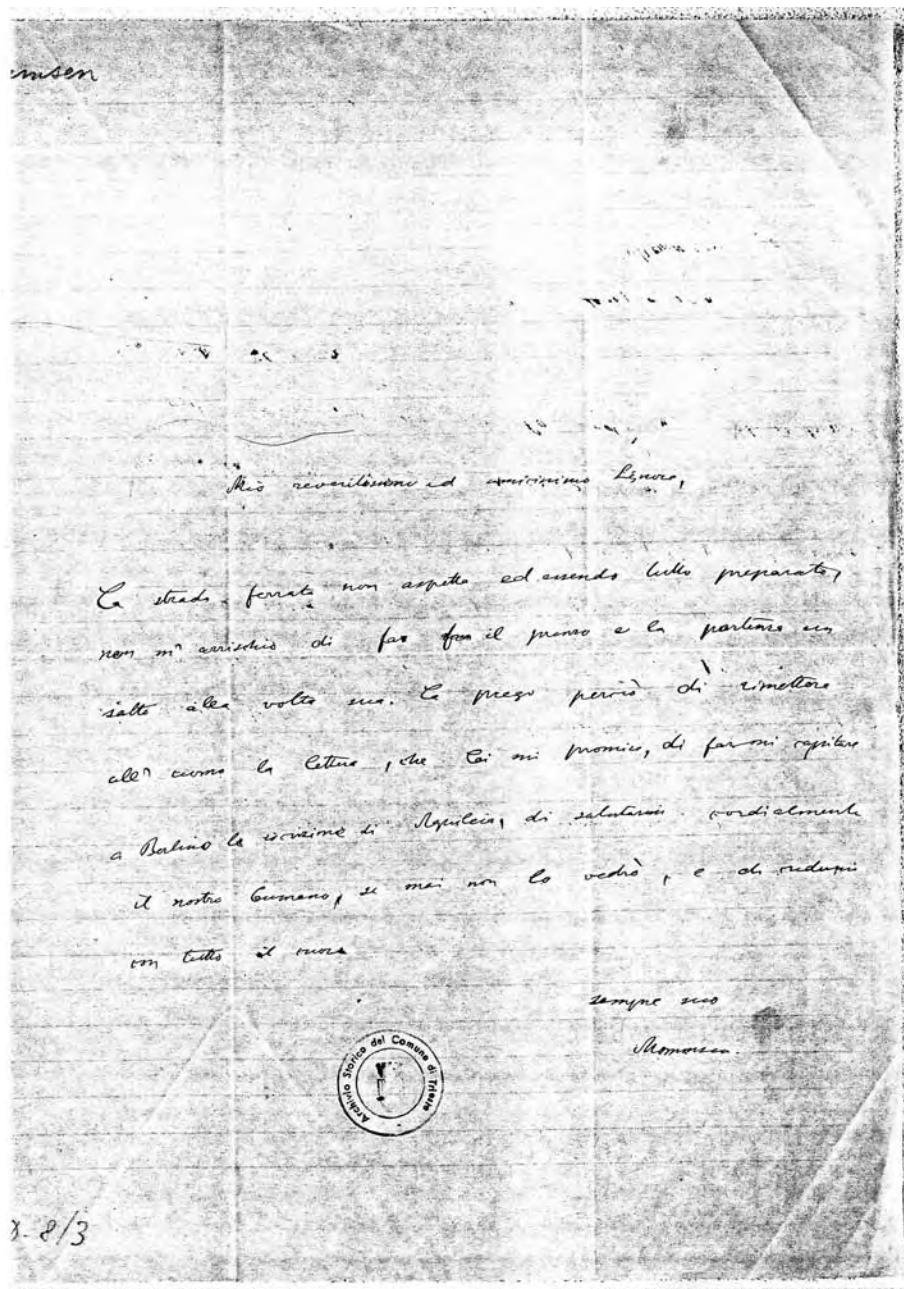 mmsen
Mio reveritissimo ed amicissimo Signore,
La strada ferrata non aspetta ed essendo tutto preparato,
non m' arrischio di far fra il pranzo e la partenza un
salto alla volta sua. La prego perciò di rimettere
all' uomo la lettera, che Lei mi promise, di farmi capitare
a Berlino le iscrizione di Aquileia, di salutarmi cordialmente
il nostro Cumano, se mai non lo vedrò, e di credermi
con tutto il cuore
sempre suo
Mommsen.
Archivio Storico del Comune di Trieste
8/3